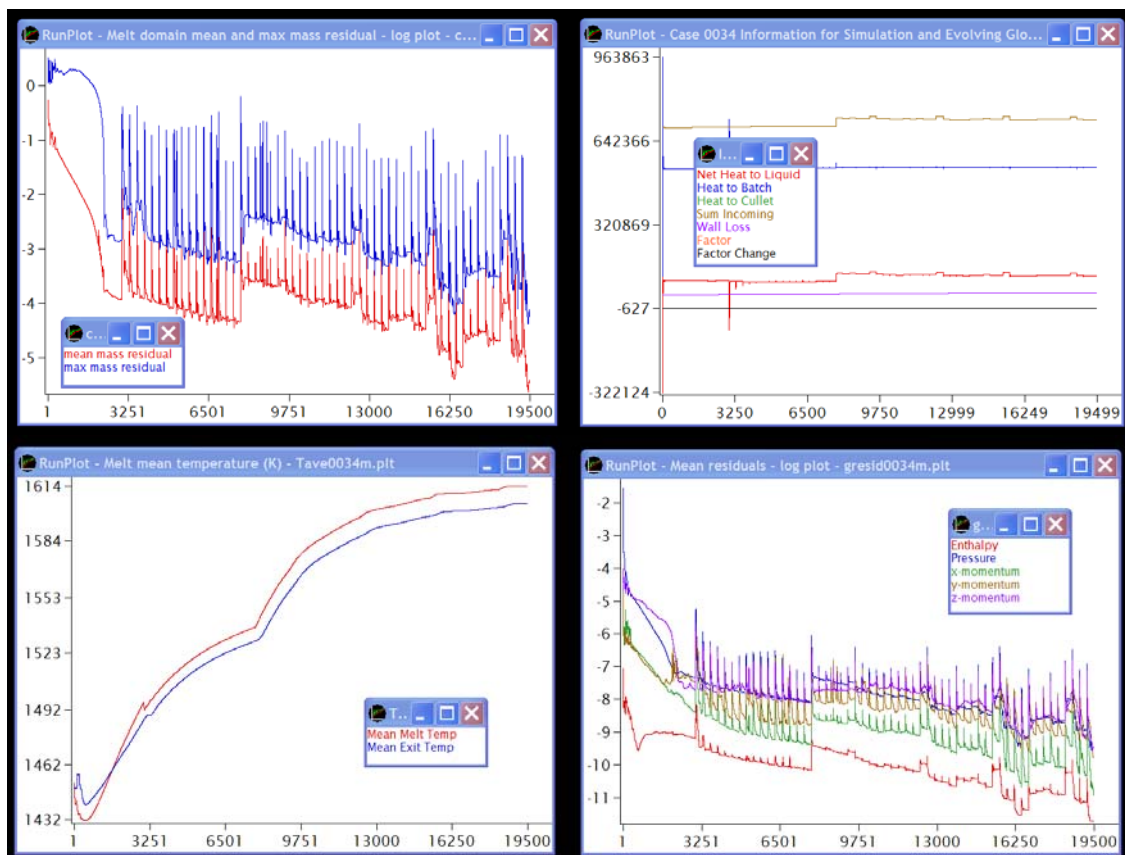 RunPlot - Melt domain mean and max mass residual - log plot - c...
0
-1
-2
-3
-4
-5
c...
mean mass residual
max mass residual
1 3251 6501 9751 13000 16250 19500
RunPlot - Case 0034 Information for Simulation and Evolving Glo...
963863
642366
320869
-627
-322124
I...
Net Heat to Liquid
Heat to Batch
Heat to Cullet
Sum Incoming
Wall Loss
Factor
Factor Change
0 3250 6500 9750 12999 16249 19499
RunPlot - Melt mean temperature (K) - Tave0034m.plt
1614
1584
1553
1523
1492
1462
1432
T...
Mean Melt Temp
Mean Exit Temp
1 3251 6501 9751 13000 16250 19500
RunPlot - Mean residuals - log plot - gresid0034m.plt
-2
-4
-5
-6
-7
-8
-9
-10
-11
g...
Enthalpy
Pressure
x-momentum
y-momentum
z-momentum
1 3251 6501 9751 13000 16250 19500